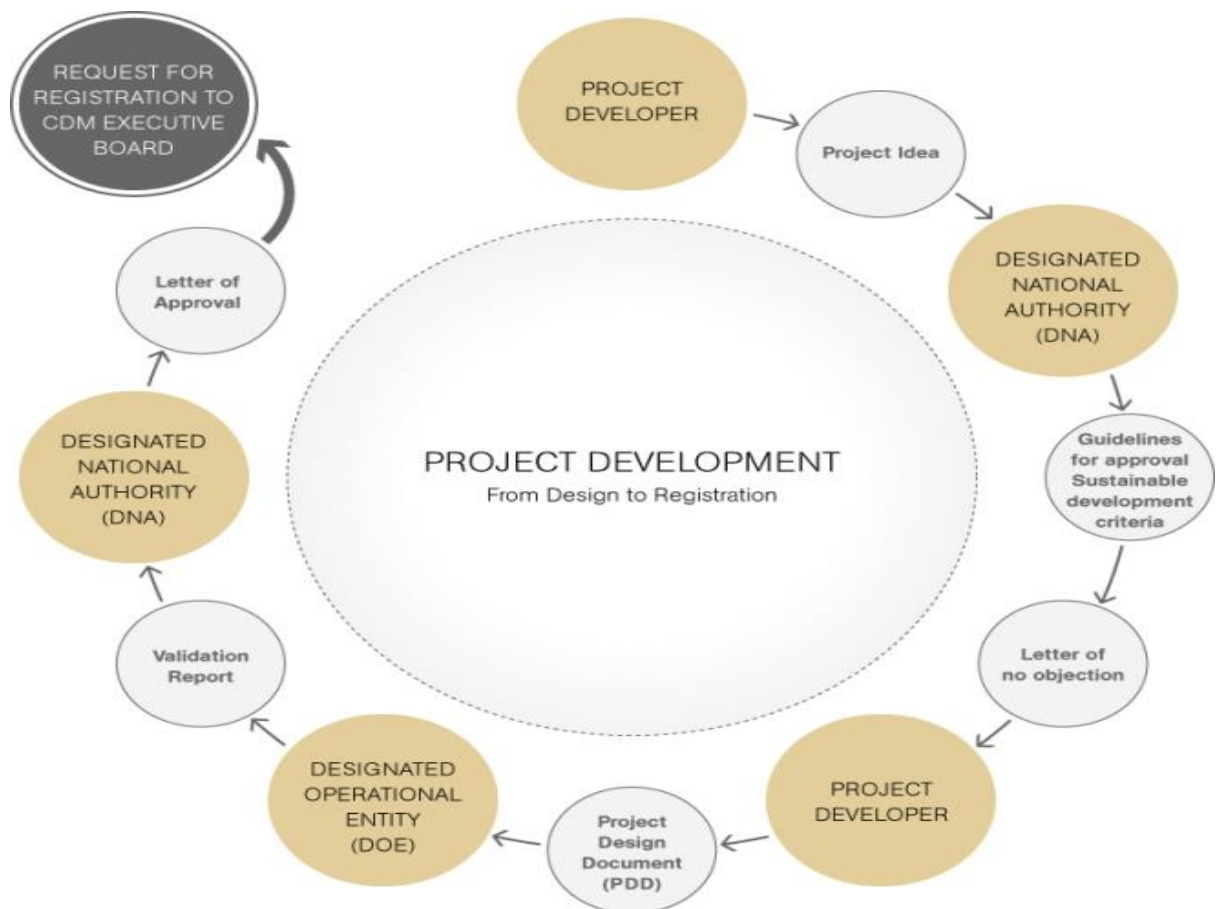 PROJECT
DEVELOPER
Project Idea
DESIGNATED
NATIONAL
AUTHORITY
(DNA)
Guidelines
for approval
Sustainable
development
criteria
Letter of
no objection
PROJECT
DEVELOPER
Project
Design
Document
(PDD)
DESIGNATED
OPERATIONAL
ENTITY
(DOE)
Validation
Report
DESIGNATED
NATIONAL
AUTHORITY
(DNA)
Letter of
Approval
REQUEST FOR
REGISTRATION TO
CDM EXECUTIVE
BOARD
PROJECT DEVELOPMENT
From Design to Registration